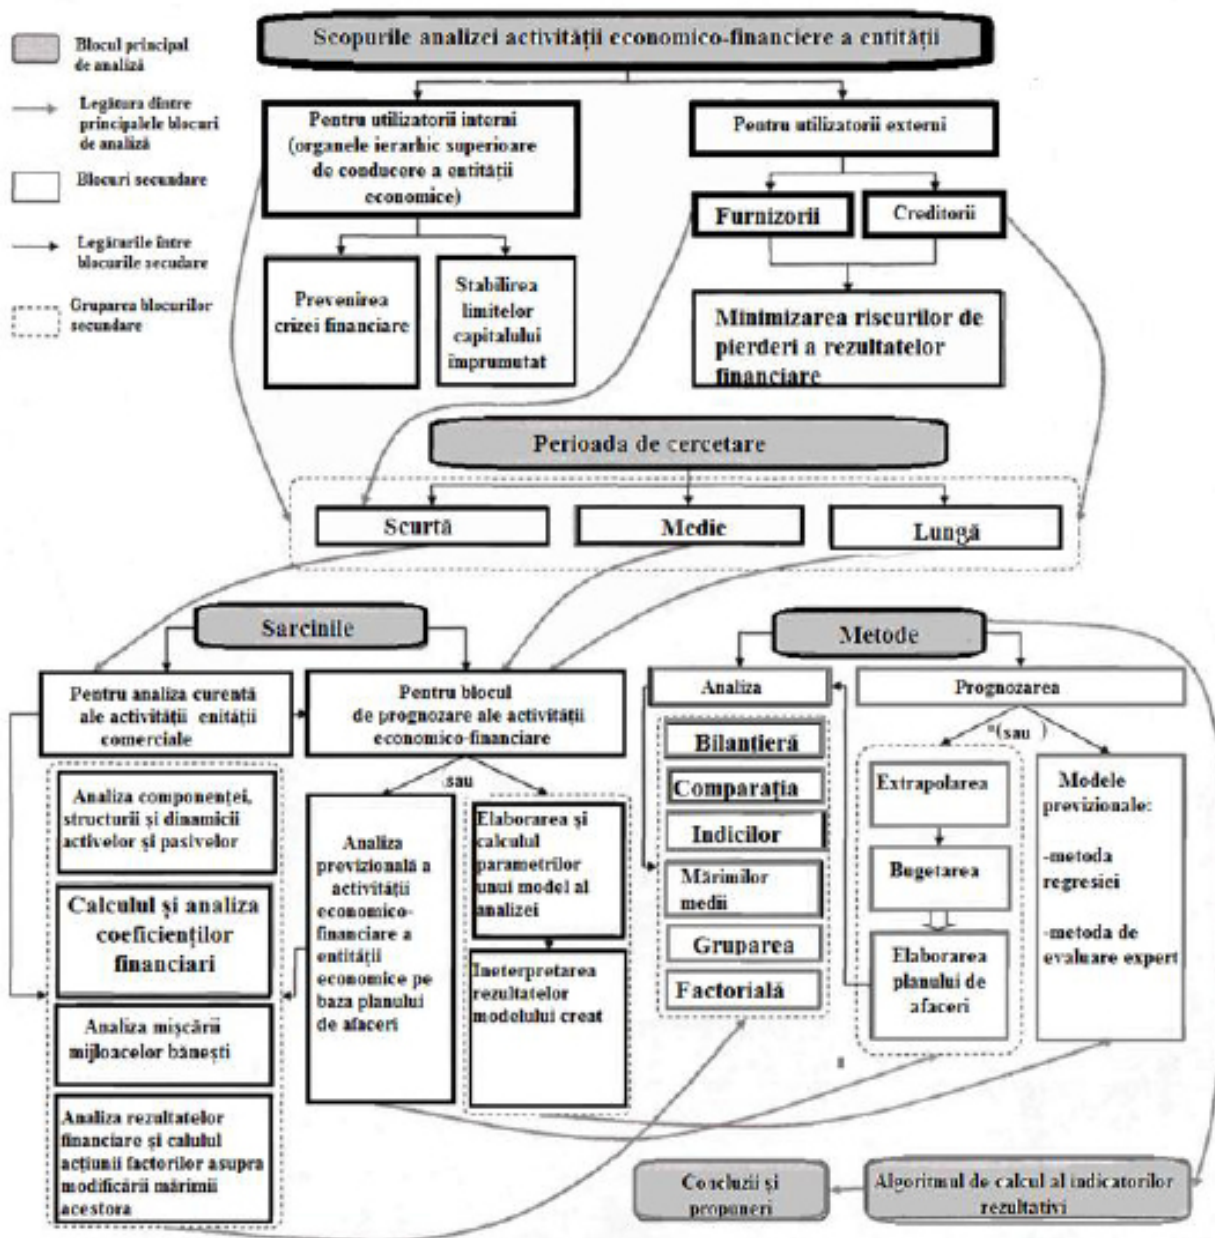 Scopurile analizei activității economico-financiere a entității
Blocul principal
de analiză
Legătura dintre
principalele blocuri
de analiză
Blocuri secundare
Legăturile între
blocurile secudare
Gruparea blocurilor
secundare
Pentru utilizatorii interni
(organele ierarhic superioare
de conducere a entității
economice)
Pentru utilizatorii externi
Furnizorii
Creditorii
Prevenirea
crizei financiare
Stabilirea
limitelor
capitalului
împrumutat
Minimizarea riscurilor de
pierderi a rezultatelor
financiare
Perioada de cercetare
Scurtă
Medie
Lungă
Sarcinile
Metode
Pentru analiza curentă
ale activității enității
comerciale
Pentru blocul
de prognozare ale activității
economico-financiare
Analiza
Prognozarea
sau
*(sau )
Analiza componenței,
structurii și dinamicii
activelor și pasivelor
Calculul și analiza
coeficienților
financiari
Analiza mișcării
mijloacelor bănești
Analiza rezultatelor
financiare și calulul
acțiunii factorilor asupra
modificării mărimii
acestora
Analiza
previzională a
activității
economico-
financiare a
entității
economice pe
baza planului
de afaceri
Elaborarea și
calculul
parametrilor
unui model al
analizei
Ineterpretarea
rezultatelor
modelului creat
Bilanțieră
Comparația
Indicilor
Mărimilor
medii
Gruparea
Factorială
Extrapolarea
Bugetarea
Elaborarea
planului de
afaceri
Modele
previzionale:
-metoda
regresiei
-metoda de
evaluare expert
Concluzii și
propuneri
Algoritmul de calcul al indicatorilor
rezultativi